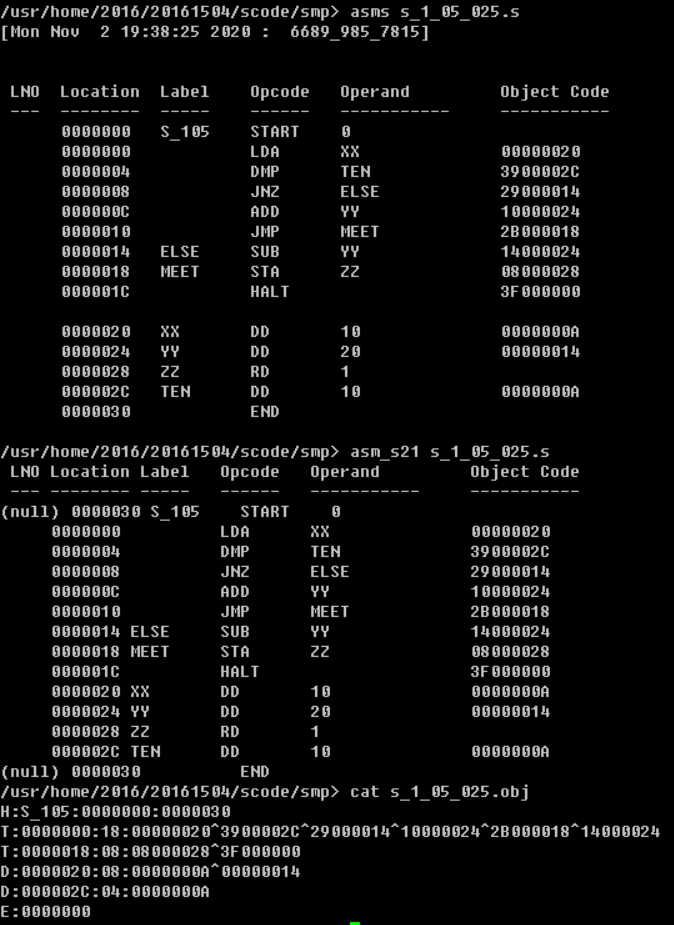 /usr/home/2016/20161504/scode/smp> asms s_1_05_025.s
[Mon Nov  2 19:38:25 2020 :  6689_985_7815]
LNO  Location  Label    Opcode   Operand         Object Code
---  --------  -----    ------   -----------     -----------
     0000000   S_105    START    0
     0000000            LDA      XX              00000020
     0000004            DMP      TEN             3900002C
     0000008            JNZ      ELSE            29000014
     000000C            ADD      YY              10000024
     0000010            JMP      MEET            2B000018
     0000014   ELSE     SUB      YY              14000024
     0000018   MEET     STA      ZZ              08000028
     000001C            HALT                     3F000000
     0000020   XX       DD       10              0000000A
     0000024   YY       DD       20              00000014
     0000028   ZZ       RD       1
     000002C   TEN      DD       10              0000000A
     0000030            END
/usr/home/2016/20161504/scode/smp> asm_s21 s_1_05_025.s
 LNO Location Label   Opcode   Operand         Object Code
 --- -------- -----   ------   -----------     -----------
(null) 0000030 S_105    START    0
     0000000          LDA      XX              00000020
     0000004          DMP      TEN             3900002C
     0000008          JNZ      ELSE            29000014
     000000C          ADD      YY              10000024
     0000010          JMP      MEET            2B000018
     0000014 ELSE     SUB      YY              14000024
     0000018 MEET     STA      ZZ              08000028
     000001C          HALT                     3F000000
     0000020 XX       DD       10              0000000A
     0000024 YY       DD       20              00000014
     0000028 ZZ       RD       1
     000002C TEN      DD       10              0000000A
(null) 0000030          END
/usr/home/2016/20161504/scode/smp> cat s_1_05_025.obj
H:S_105:0000000:0000030
T:0000000:18:00000020^3900002C^29000014^10000024^2B000018^14000024
T:0000018:08:08000028^3F000000
D:0000020:08:0000000A^00000014
D:000002C:04:0000000A
E:0000000